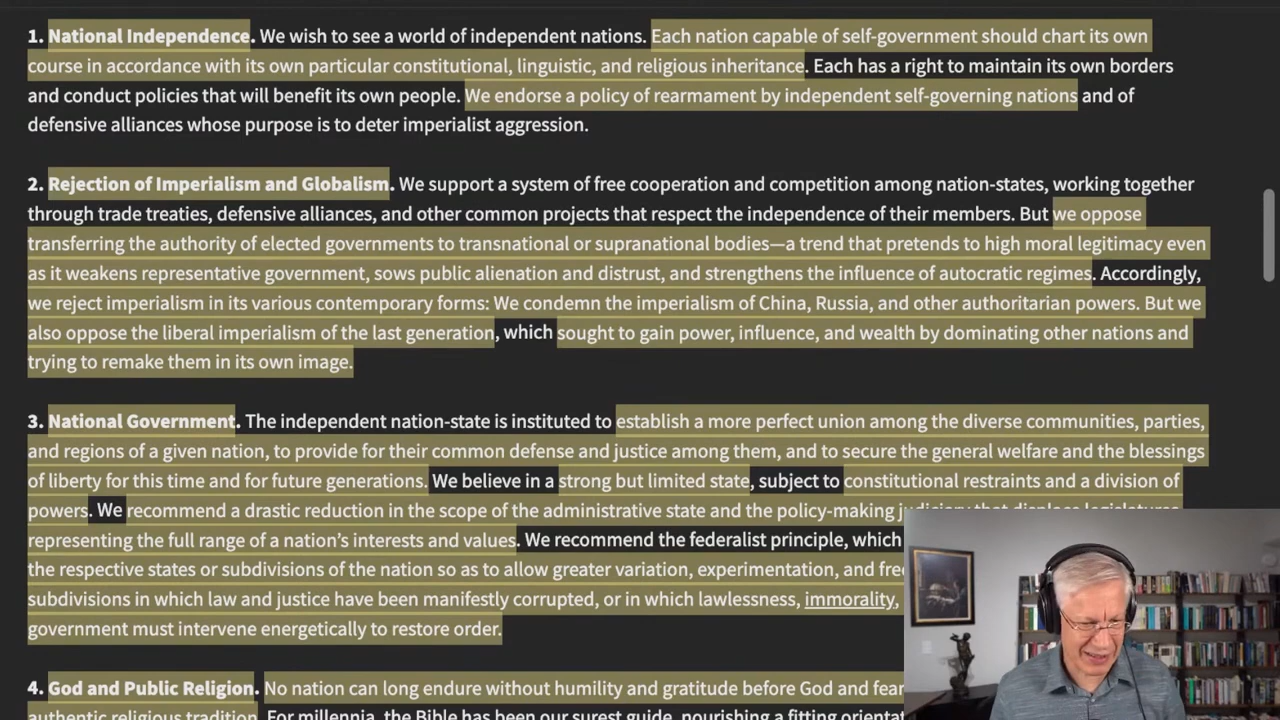 1. National Independence. We wish to see a world of independent nations. Each nation capable of self-government should chart its own
course in accordance with its own particular constitutional, linguistic, and religious inheritance. Each has a right to maintain its own borders
and conduct policies that will benefit its own people. We endorse a policy of rearmament by independent self-governing nations and of
defensive alliances whose purpose is to deter imperialist aggression.
2. Rejection of Imperialism and Globalism. We support a system of free cooperation and competition among nation-states, working together
through trade treaties, defensive alliances, and other common projects that respect the independence of their members. But we oppose
transferring the authority of elected governments to transnational or supranational bodies—a trend that pretends to high moral legitimacy even
as it weakens representative government, sows public alienation and distrust, and strengthens the influence of autocratic regimes. Accordingly,
we reject imperialism in its various contemporary forms: We condemn the imperialism of China, Russia, and other authoritarian powers. But we
also oppose the liberal imperialism of the last generation, which sought to gain power, influence, and wealth by dominating other nations and
trying to remake them in its own image.
3. National Government. The independent nation-state is instituted to establish a more perfect union among the diverse communities, parties,
and regions of a given nation, to provide for their common defense and justice among them, and to secure the general welfare and the blessings
of liberty for this time and for future generations. We believe in a strong but limited state, subject to constitutional restraints and a division of
powers. We recommend a drastic reduction in the scope of the administrative state and the policy-making judiciary that displaces legislatures
representing the full range of a nation's interests and values. We recommend the federalist principle, which
the respective states or subdivisions of the nation so as to allow greater variation, experimentation, and
subdivisions in which law and justice have been manifestly corrupted, or in which lawlessness, immorality,
government must intervene energetically to restore order.
4. God and Public Religion. No nation can long endure without humility and gratitude before God and fear
authentic religious tradition. For millennia, the Bible has been our surest guide, nourishing a fitting